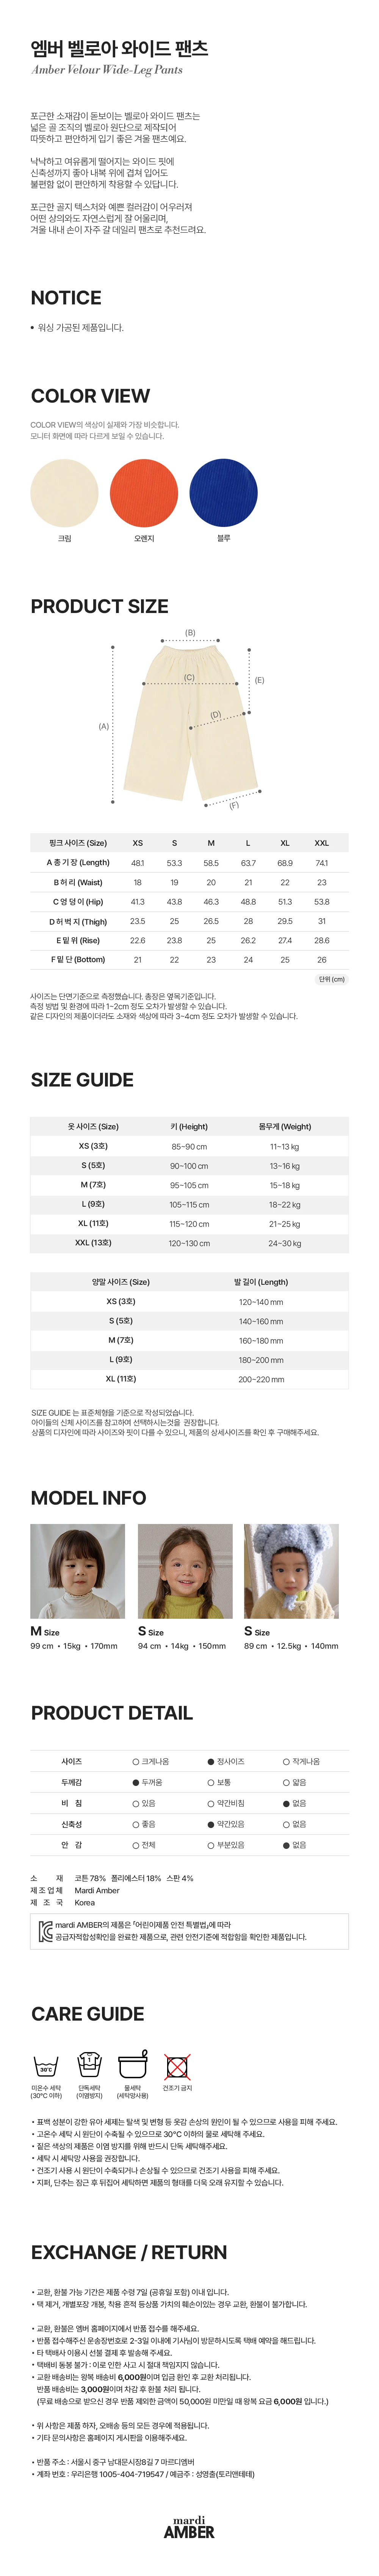 엠버 벨로아 와이드 팬츠
Amber Velour Wide-Leg Pants
포근한 소재감이 돋보이는 벨로아 와이드 팬츠는
넓은 골 조직의 벨로아 원단으로 제작되어
따뜻하고 편안하게 입기 좋은 겨울 팬츠예요.
낙낙하고 여유롭게 떨어지는 와이드 핏에
신축성까지 좋아 내복 위에 겹쳐 입어도
불편함 없이 편안하게 착용할 수 있답니다.
포근한 골지 텍스처와 예쁜 컬러감이 어우러져
어떤 상의와도 자연스럽게 잘 어울리며,
겨울 내내 손이 자주 갈 데일리 팬츠로 추천드려요.
NOTICE
• 워싱 가공된 제품입니다.
COLOR VIEW
COLOR VIEW의 색상이 실제와 가장 비슷합니다.
모니터 화면에 따라 다르게 보일 수 있습니다.
크림 오렌지 블루
PRODUCT SIZE
(B)
(C)
(E)
(D)
(A)
(F)
핑크 사이즈 (Size) XS S M L XL XXL
A 총 기 장 (Length) 48.1 53.3 58.5 63.7 68.9 74.1
B 허 리 (Waist) 18 19 20 21 22 23
C 엉 덩 이 (Hip) 41.3 43.8 46.3 48.8 51.3 53.8
D 허 벅 지 (Thigh) 23.5 25 26.5 28 29.5 31
E 밑 위 (Rise) 22.6 23.8 25 26.2 27.4 28.6
F 밑 단 (Bottom) 21 22 23 24 25 26
단위 (cm)
사이즈는 단면기준으로 측정했습니다. 총장은 옆목기준입니다.
측정 방법 및 환경에 따라 1~2cm 정도 오차가 발생할 수 있습니다.
같은 디자인의 제품이더라도 소재와 색상에 따라 3~4cm 정도 오차가 발생할 수 있습니다.
SIZE GUIDE
옷 사이즈 (Size) 키 (Height) 몸무게 (Weight)
XS (3호) 85~90 cm 11~13 kg
S (5호) 90~100 cm 13~16 kg
M (7호) 95~105 cm 15~18 kg
L (9호) 105~115 cm 18~22 kg
XL (11호) 115~120 cm 21~25 kg
XXL (13호) 120~130 cm 24~30 kg
양말 사이즈 (Size) 발 길이 (Length)
XS (3호) 120~140 mm
S (5호) 140~160 mm
M (7호) 160~180 mm
L (9호) 180~200 mm
XL (11호) 200~220 mm
SIZE GUIDE 는 표준체형을 기준으로 작성되었습니다.
아이들의 신체 사이즈를 참고하여 선택하시는것을 권장합니다.
상품의 디자인에 따라 사이즈와 핏이 다를 수 있으니, 제품의 상세사이즈를 확인 후 구매해주세요.
MODEL INFO
M Size S Size S Size
99 cm • 15kg • 170mm 94 cm • 14kg • 150mm 89 cm • 12.5kg • 140mm
PRODUCT DETAIL
사이즈 ○ 크게나옴 ● 정사이즈 ○ 작게나옴
두께감 ● 두꺼움 ○ 보통 ○ 얇음
비 침 ○ 있음 ○ 약간비침 ● 없음
신축성 ○ 좋음 ● 약간있음 ○ 없음
안 감 ○ 전체 ○ 부분있음 ● 없음
소 재 코튼 78% 폴리에스터 18% 스판 4%
제 조 업 체 Mardi Amber
제 조 국 Korea
KC mardi AMBER의 제품은 「어린이제품 안전 특별법」에 따라
공급자적합성확인을 완료한 제품으로, 관련 안전기준에 적합함을 확인한 제품입니다.
CARE GUIDE
30°C
1
미온수 세탁 단독세탁 물세탁 건조기 금지
(30°C 이하) (이염방지) (세탁망사용)
• 표백 성분이 강한 유아 세제는 탈색 및 변형 등 옷감 손상의 원인이 될 수 있으므로 사용을 피해 주세요.
• 고온수 세탁 시 원단이 수축될 수 있으므로 30°C 이하의 물로 세탁해 주세요.
• 짙은 색상의 제품은 이염 방지를 위해 반드시 단독 세탁해주세요.
• 세탁 시 세탁망 사용을 권장합니다.
• 건조기 사용 시 원단이 수축되거나 손상될 수 있으므로 건조기 사용을 피해 주세요.
• 지퍼, 단추는 잠근 후 뒤집어 세탁하면 제품의 형태를 더욱 오래 유지할 수 있습니다.
EXCHANGE / RETURN
• 교환, 환불 가능 기간은 제품 수령 7일 (공휴일 포함) 이내 입니다.
• 택 제거, 개별포장 개봉, 착용 흔적 등상품 가치의 훼손이있는 경우 교환, 환불이 불가합니다.
• 교환, 환불은 엠버 홈페이지에서 반품 접수를 해주세요.
• 반품 접수해주신 운송장번호로 2-3일 이내에 기사님이 방문하시도록 택배 예약을 해드립니다.
• 타 택배사 이용시 선불 결제 후 발송해 주세요.
• 택배비 동봉 불가 : 이로 인한 사고 시 절대 책임지지 않습니다.
• 교환 배송비는 왕복 배송비 6,000원이며 입금 확인 후 교환 처리됩니다.
반품 배송비는 3,000원이며 차감 후 환불 처리 됩니다.
(무료 배송으로 받으신 경우 반품 제외한 금액이 50,000원 미만일 때 왕복 요금 6,000원 입니다.)
• 위 사항은 제품 하자, 오배송 등의 모든 경우에 적용됩니다.
• 기타 문의사항은 홈페이지 게시판을 이용해주세요.
• 반품 주소 : 서울시 중구 남대문시장8길 7 마르디엠버
• 계좌 번호 : 우리은행 1005-404-719547 / 예금주 : 성영출(토리앤테테)
mardi
AMBER